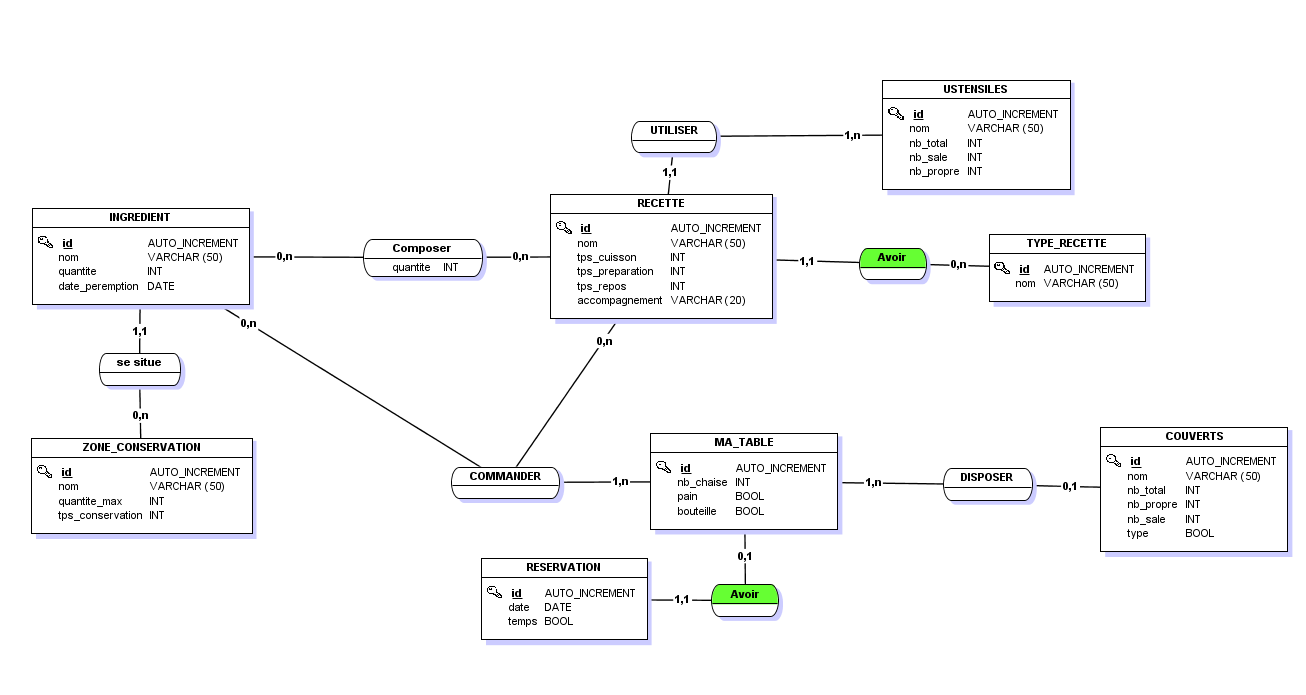 USTENSILES
id AUTO_INCREMENT
nom VARCHAR (50)
nb_total INT
nb_sale INT
nb_propre INT
UTILISER
1,n
1,1
INGREDIENT
id AUTO_INCREMENT
nom VARCHAR (50)
quantite INT
date_peremption DATE
0,n
Composer
quantite INT
0,n
RECETTE
id AUTO_INCREMENT
nom VARCHAR (50)
tps_cuisson INT
tps_preparation INT
tps_repos INT
accompagnement VARCHAR (20)
1,1
Avoir
0,n
TYPE_RECETTE
id AUTO_INCREMENT
nom VARCHAR (50)
1,1
0,n
0,n
se situe
0,n
ZONE_CONSERVATION
id AUTO_INCREMENT
nom VARCHAR (50)
quantite_max INT
tps_conservation INT
COMMANDER
1,n
MA_TABLE
id AUTO_INCREMENT
nb_chaise INT
pain BOOL
bouteille BOOL
1,n
DISPOSER
0,1
COUVERTS
id AUTO_INCREMENT
nom VARCHAR (50)
nb_total INT
nb_propre INT
nb_sale INT
type BOOL
0,1
RESERVATION
id AUTO_INCREMENT
date DATE
temps BOOL
1,1
Avoir